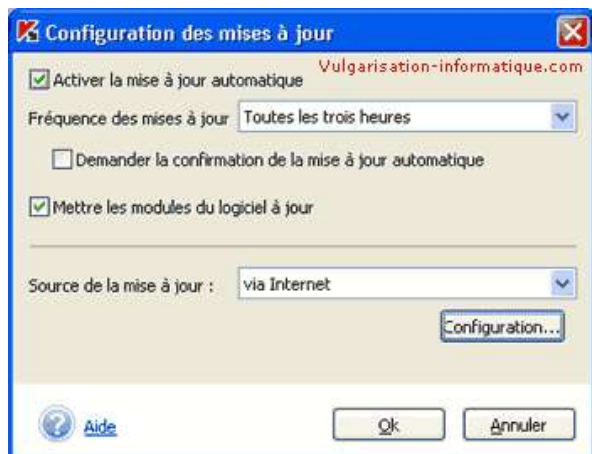 Configuration des mises à jour
Vulgarisation-informatique.com
Activer la mise à jour automatique
Fréquence des mises à jour Toutes les trois heures
Demander la confirmation de la mise à jour automatique
Mettre les modules du logiciel à jour
Source de la mise à jour : via Internet
Configuration...
Aide Ok Annuler